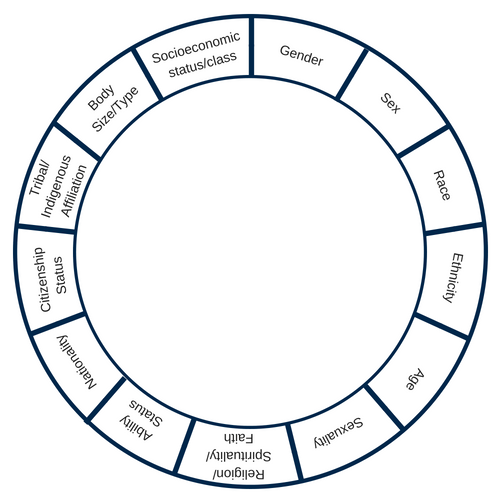 Gender
Sex
Race
Ethnicity
Age
Sexuality
Religion/
Spirituality/
Faith
Ability
Status
Nationality
Citizenship
Status
Tribal/
Indigenous
Affiliation
Body
Size/Type
Socioeconomic
status/class